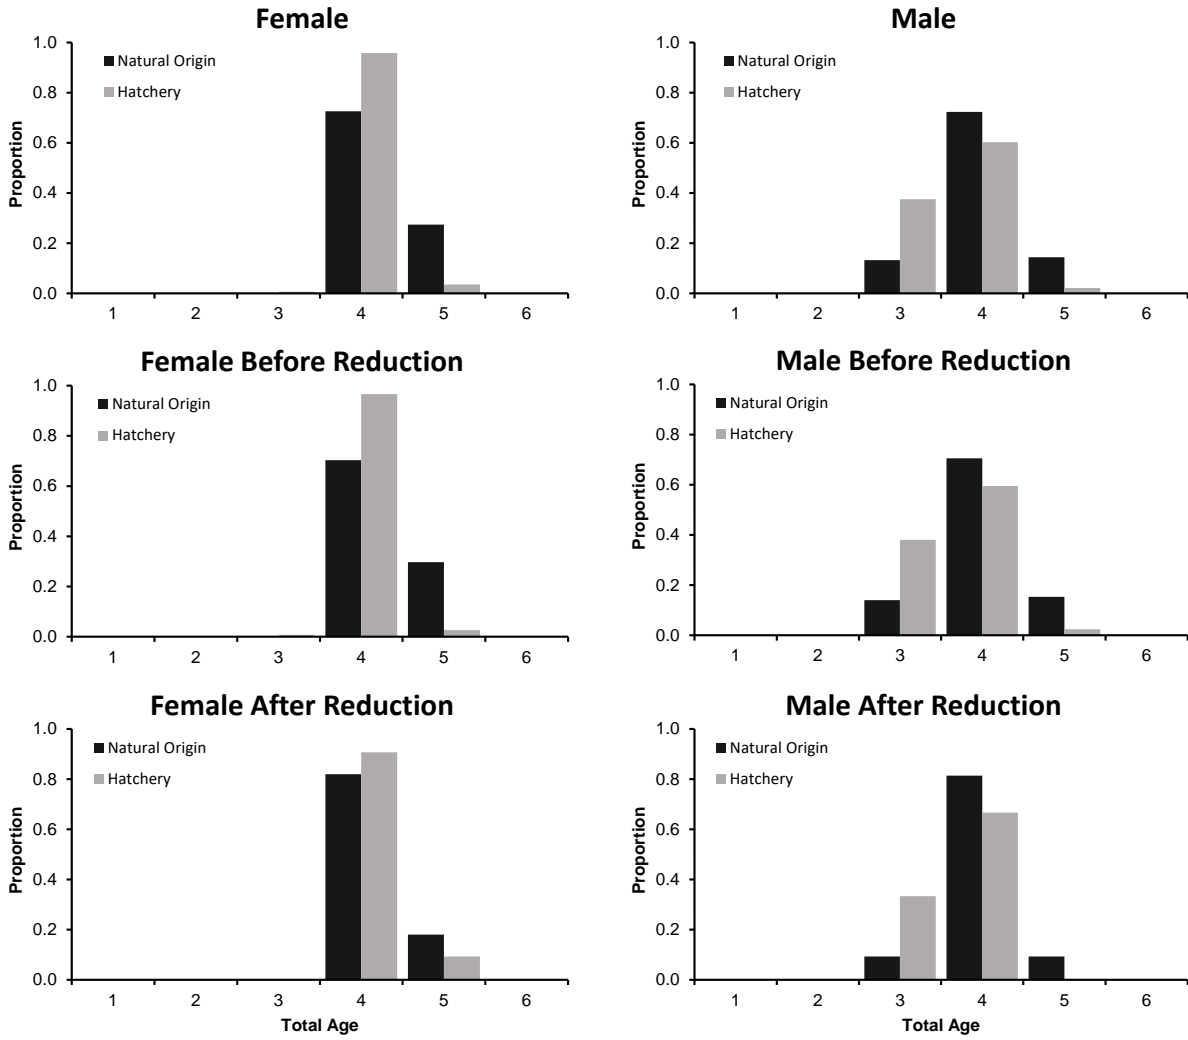 Female
Proportion
1.0
0.8
0.6
0.4
0.2
0.0
Natural Origin
Hatchery
1 2 3 4 5 6
Male
Proportion
1.0
0.8
0.6
0.4
0.2
0.0
Natural Origin
Hatchery
1 2 3 4 5 6
Female Before Reduction
Proportion
1.0
0.8
0.6
0.4
0.2
0.0
Natural Origin
Hatchery
1 2 3 4 5 6
Male Before Reduction
Proportion
1.0
0.8
0.6
0.4
0.2
0.0
Natural Origin
Hatchery
1 2 3 4 5 6
Female After Reduction
Proportion
1.0
0.8
0.6
0.4
0.2
0.0
Natural Origin
Hatchery
1 2 3 4 5 6
Total Age
Male After Reduction
Proportion
1.0
0.8
0.6
0.4
0.2
0.0
Natural Origin
Hatchery
1 2 3 4 5 6
Total Age